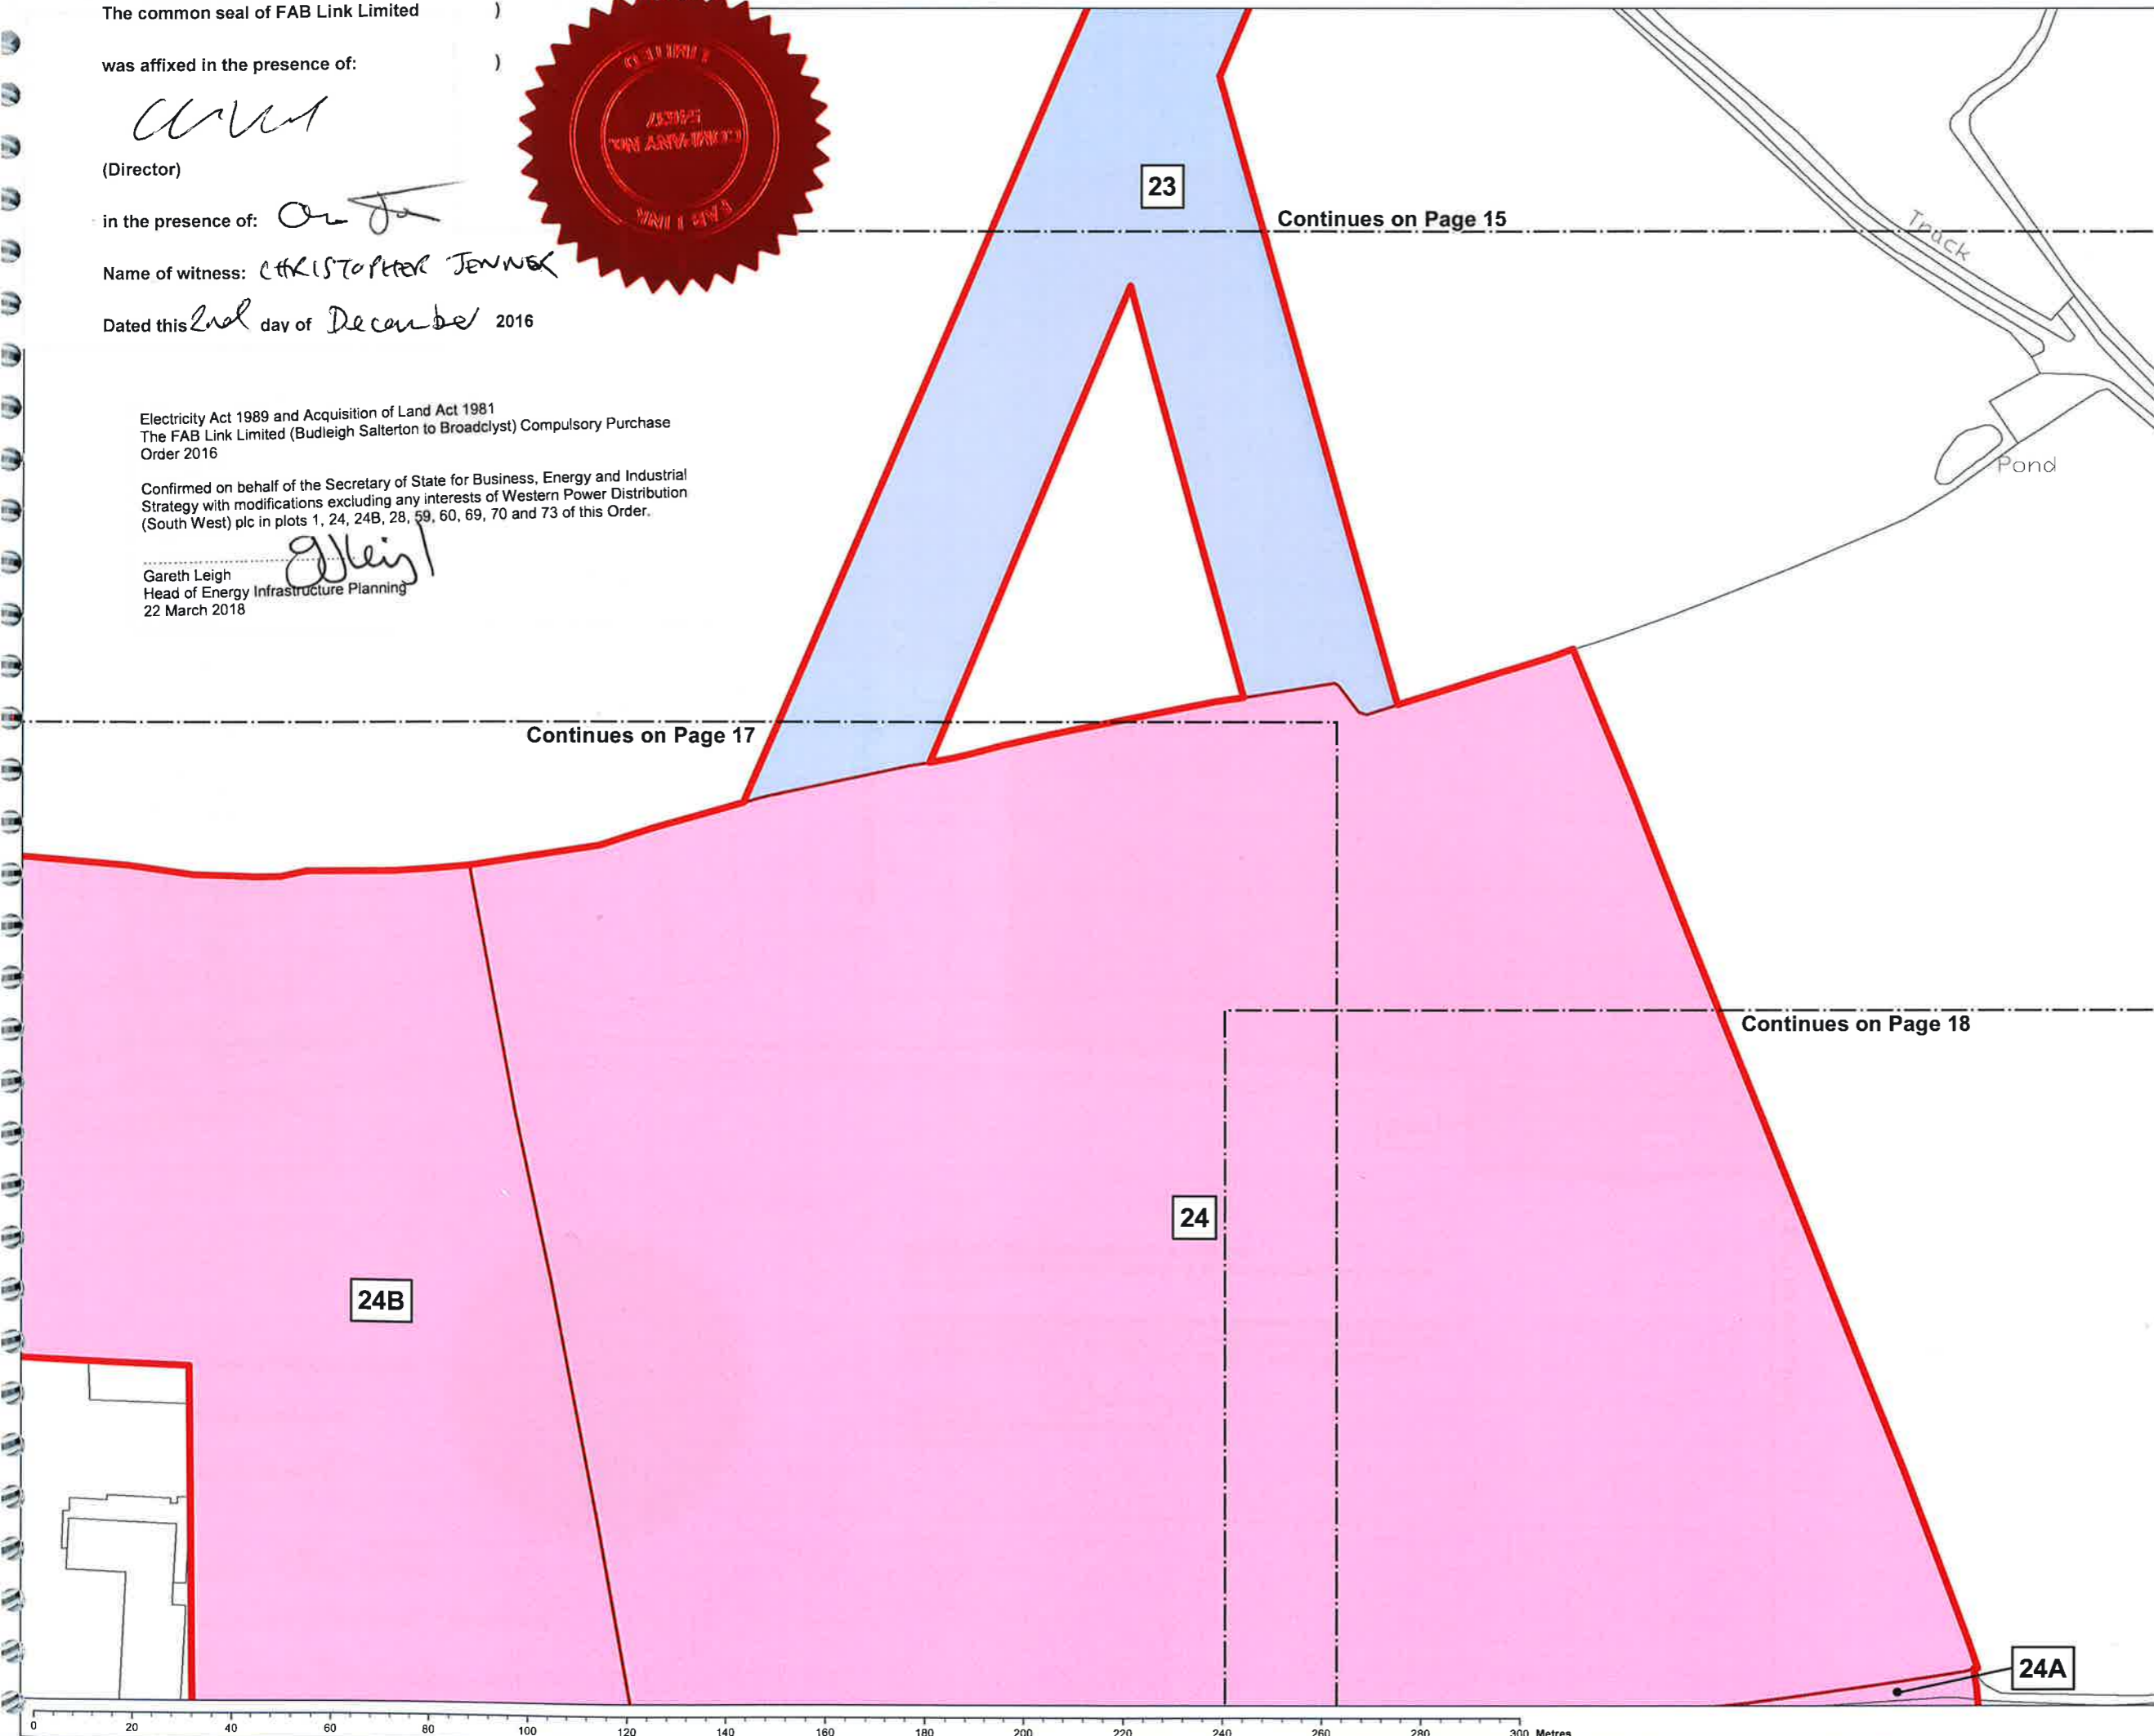 The common seal of FAB Link Limited )
was affixed in the presence of: )
(Director)
in the presence of:
Name of witness: CHRISTOPHER JENNER
Dated this 2nd day of December 2016
LIMITED
COMPANY NO.
FAB LINK
Electricity Act 1989 and Acquisition of Land Act 1981
The FAB Link Limited (Budleigh Salterton to Broadclyst) Compulsory Purchase
Order 2016
Confirmed on behalf of the Secretary of State for Business, Energy and Industrial
Strategy with modifications excluding any interests of Western Power Distribution
(South West) plc in plots 1, 24, 24B, 28, 59, 60, 69, 70 and 73 of this Order.
Gareth Leigh
Head of Energy Infrastructure Planning
22 March 2018
23
Continues on Page 15
Track
Pond
Continues on Page 17
Continues on Page 18
24
24B
24A
0 20 40 60 80 100 120 140 160 180 200 220 240 260 280 300 Metres